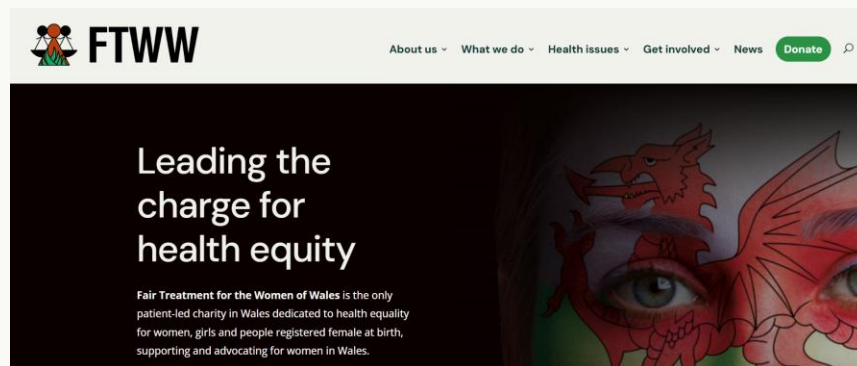 FTWW
About us What we do Health issues Get involved News Donate
Leading the
charge for
health equity
Fair Treatment for the Women of Wales is the only
patient-led charity in Wales dedicated to health equality
for women, girls and people registered female at birth,
supporting and advocating for women in Wales.